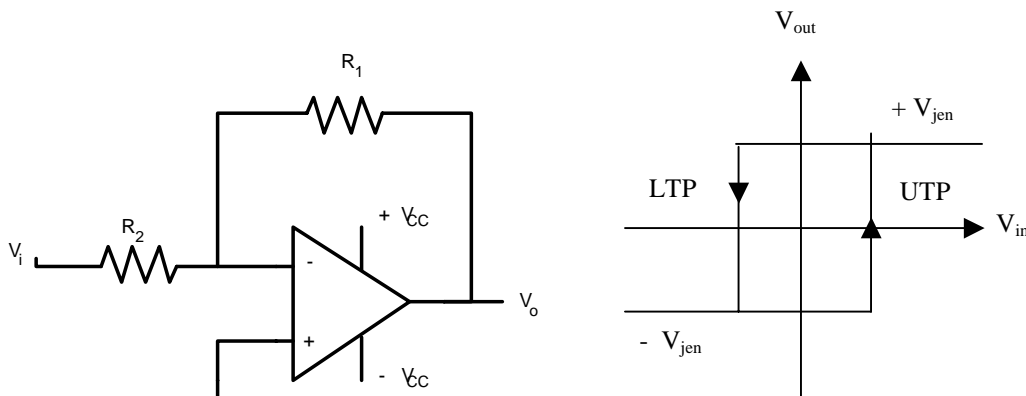 R1
R2
Vi
+ VCC
-
+
Vo
- VCC
Vout
+ Vjen
LTP
UTP
Vin
- Vjen